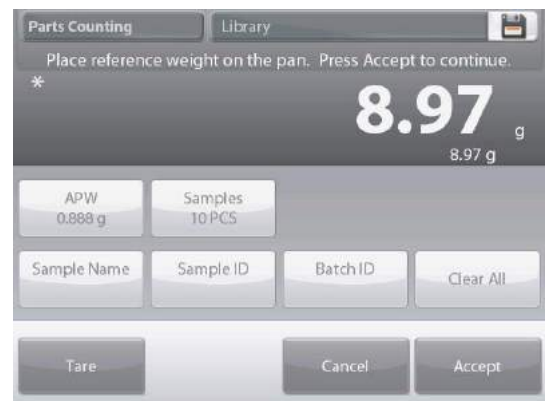 Parts Counting
Library
Place reference weight on the pan. Press Accept to continue.
*
8.97 g
8.97 g
APW
0.888 g
Samples
10 PCS
Sample Name
Sample ID
Batch ID
Clear All
Tare
Cancel
Accept